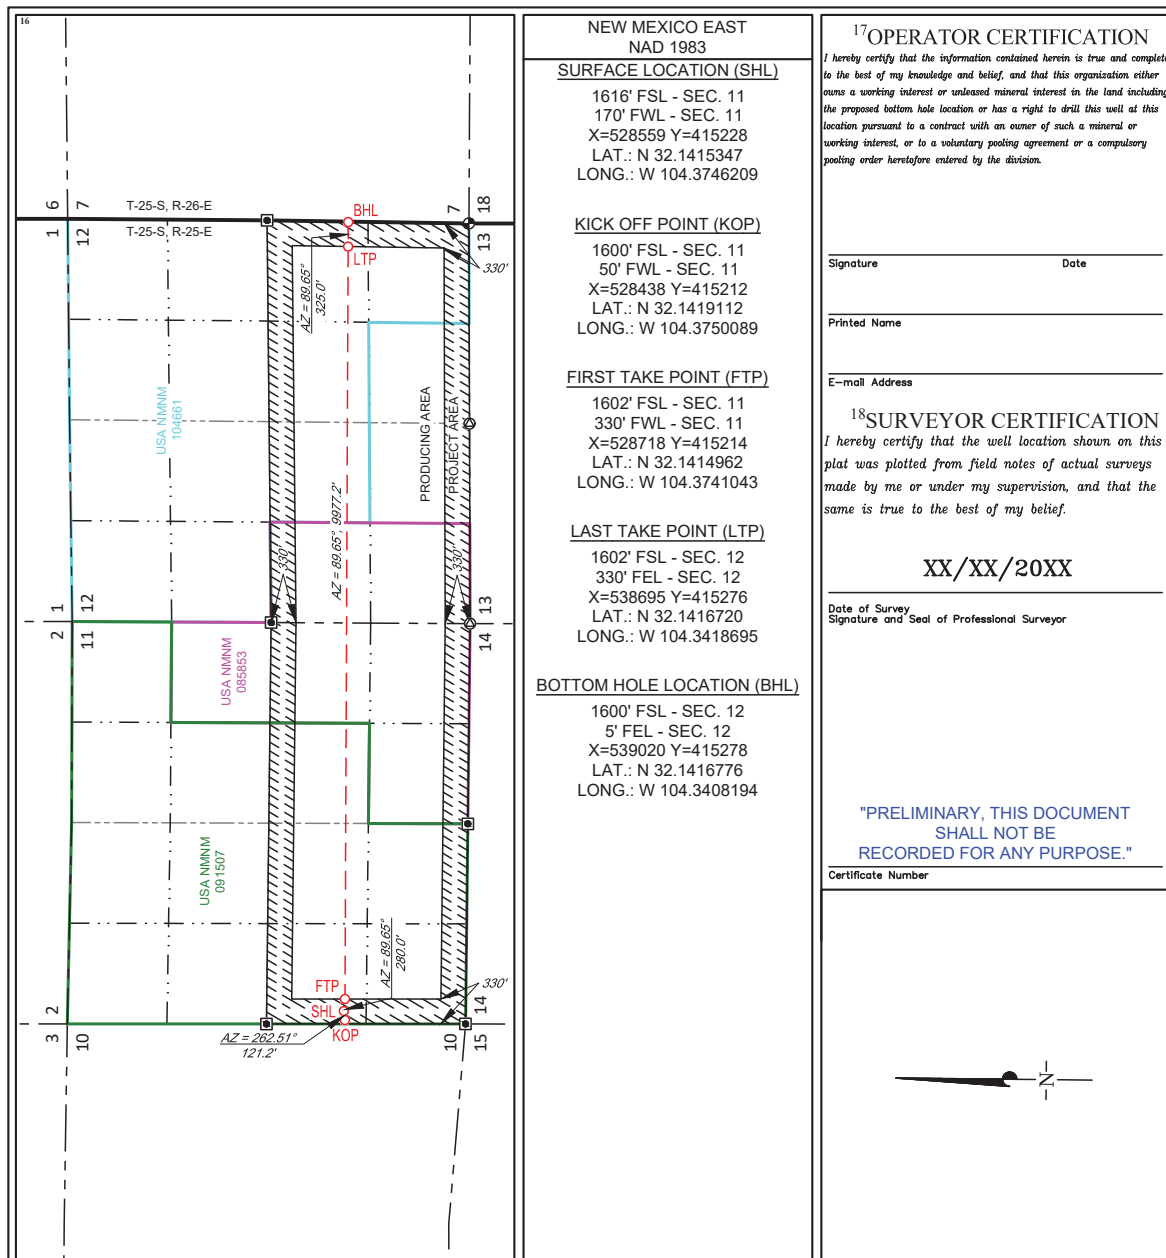 16
6
7
T-25-S, R-26-E
BHL
7
18
1
12
T-25-S, R-25-E
13
LTP
330'
AZ = 89.65°
325.0'
USA NMNM
104661
PRODUCING AREA
PROJECT AREA
AZ = 89.65°, 9977.2'
330'
330'
1
12
13
2
11
14
USA NMNM
085853
USA NMNM
091507
AZ = 89.65°
280.0'
FTP
330'
SHL
2
14
KOP
3
10
AZ = 262.51°
121.2'
10
15
NEW MEXICO EAST
NAD 1983
SURFACE LOCATION (SHL)
1616' FSL - SEC. 11
170' FWL - SEC. 11
X=528559 Y=415228
LAT.: N 32.1415347
LONG.: W 104.3746209
KICK OFF POINT (KOP)
1600' FSL - SEC. 11
50' FWL - SEC. 11
X=528438 Y=415212
LAT.: N 32.1419112
LONG.: W 104.3750089
FIRST TAKE POINT (FTP)
1602' FSL - SEC. 11
330' FWL - SEC. 11
X=528718 Y=415214
LAT.: N 32.1414962
LONG.: W 104.3741043
LAST TAKE POINT (LTP)
1602' FSL - SEC. 12
330' FEL - SEC. 12
X=538695 Y=415276
LAT.: N 32.1416720
LONG.: W 104.3418695
BOTTOM HOLE LOCATION (BHL)
1600' FSL - SEC. 12
5' FEL - SEC. 12
X=539020 Y=415278
LAT.: N 32.1416776
LONG.: W 104.3408194
17OPERATOR CERTIFICATION
I hereby certify that the information contained herein is true and complete
to the best of my knowledge and belief, and that this organization either
owns a working interest or unleased mineral interest in the land including
the proposed bottom hole location or has a right to drill this well at this
location pursuant to a contract with an owner of such a mineral or
working interest, or to a voluntary pooling agreement or a compulsory
pooling order heretofore entered by the division.
Signature Date
Printed Name
E-mail Address
18SURVEYOR CERTIFICATION
I hereby certify that the well location shown on this
plat was plotted from field notes of actual surveys
made by me or under my supervision, and that the
same is true to the best of my belief.
XX/XX/20XX
Date of Survey
Signature and Seal of Professional Surveyor
"PRELIMINARY, THIS DOCUMENT
SHALL NOT BE
RECORDED FOR ANY PURPOSE."
Certificate Number
N